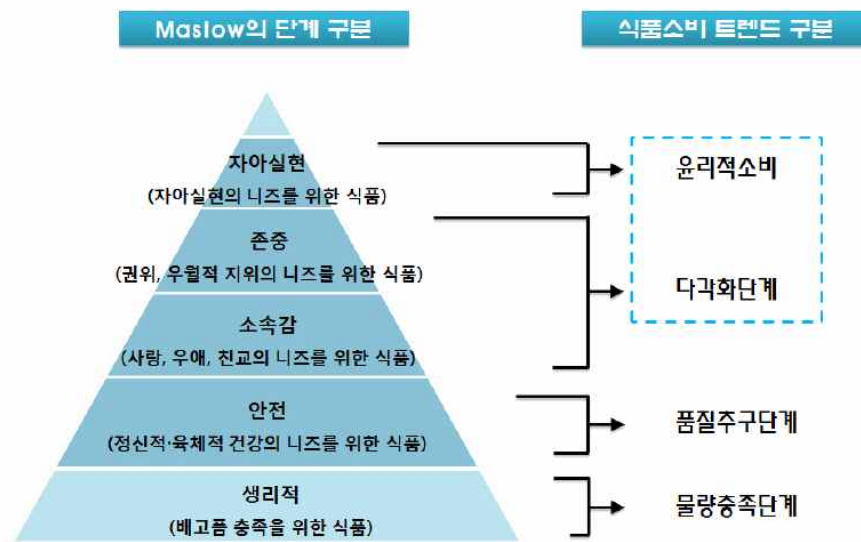 Maslow의 단계 구분
식품소비 트렌드 구분
자아실현
(자아실현의 니즈를 위한 식품)
윤리적소비
존중
(권위, 우월적 지위의 니즈를 위한 식품)
다각화단계
소속감
(사랑, 우애, 친교의 니즈를 위한 식품)
안전
(정신적·육체적 건강의 니즈를 위한 식품)
품질추구단계
생리적
(배고픔 충족을 위한 식품)
물량충족단계